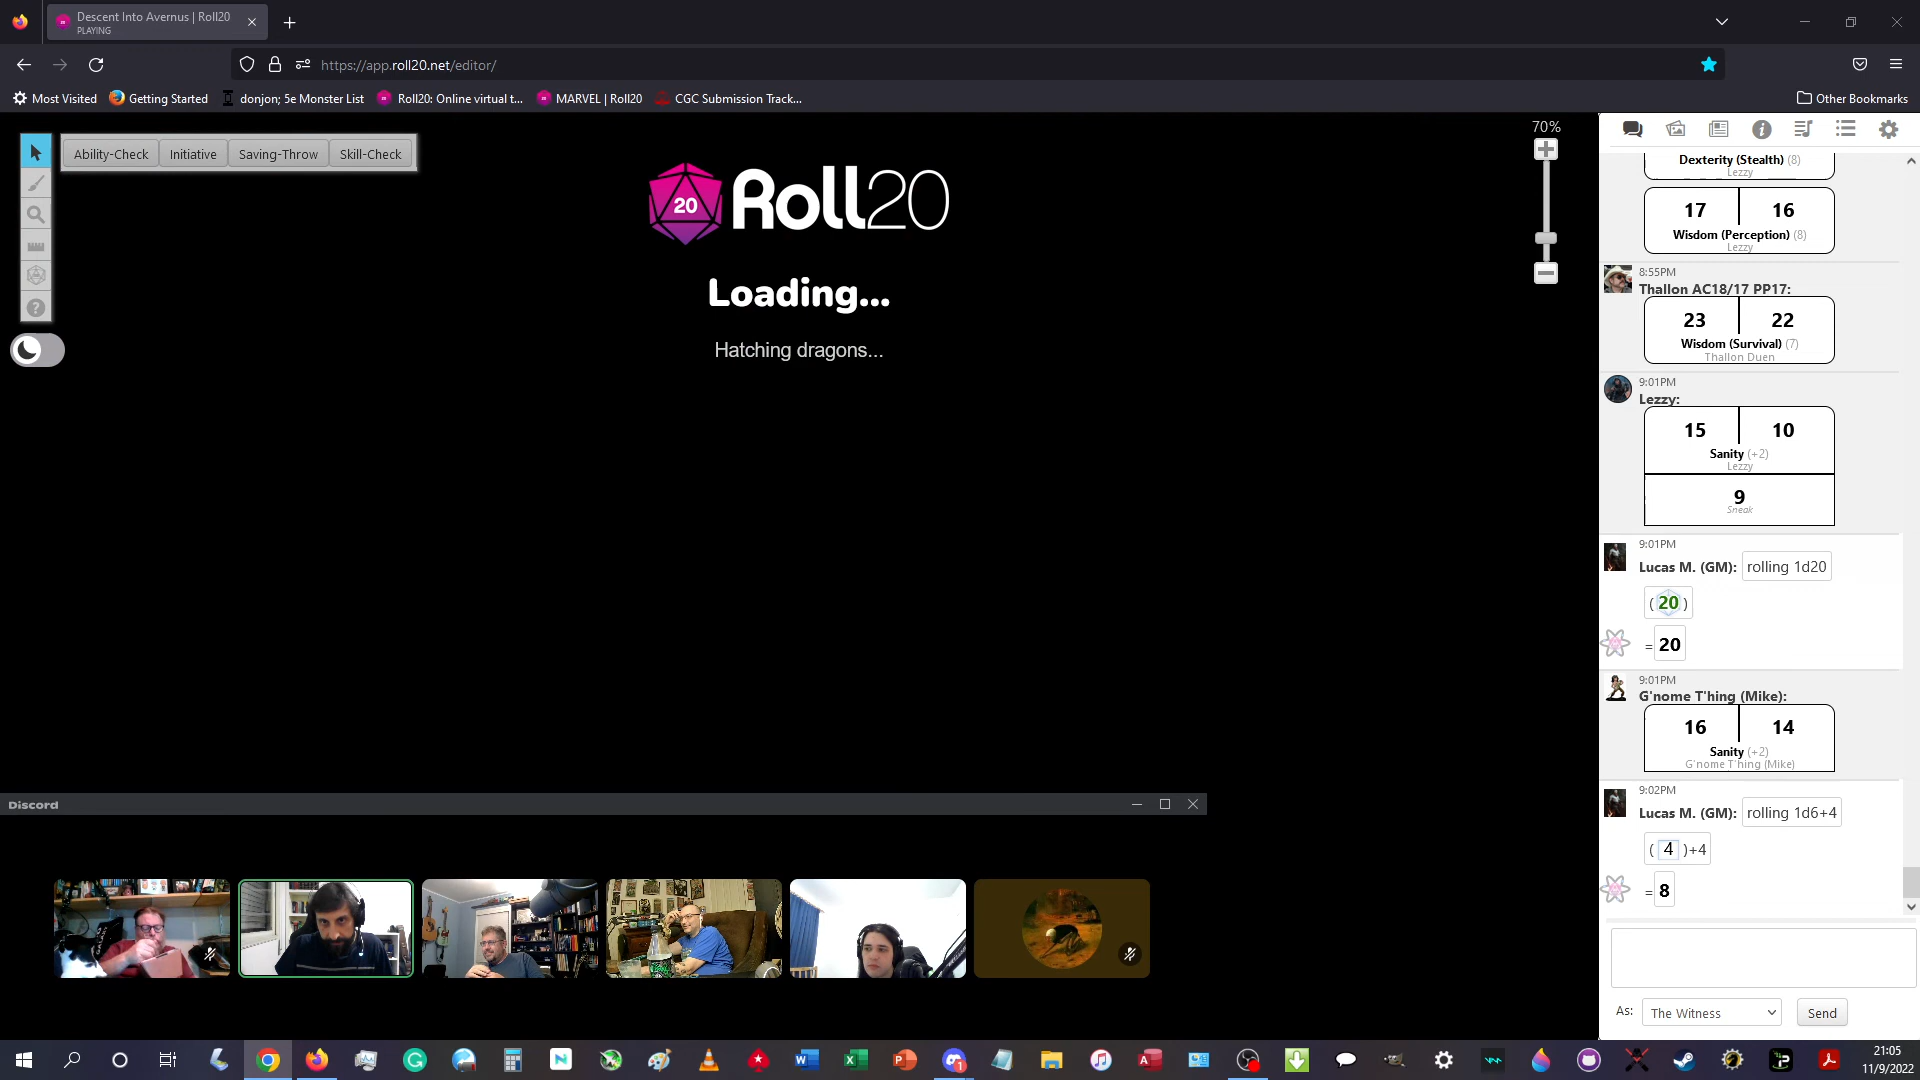 Descent Into Avernus | Roll20
PLAYING
https://app.roll20.net/editor/
Most Visited
Getting Started
donjon; 5e Monster List
Roll20: Online virtual t...
MARVEL | Roll20
CGC Submission Track...
Other Bookmarks
Ability-Check
Initiative
Saving-Throw
Skill-Check
20
Roll20
Loading...
Hatching dragons...
70%
Dexterity (Stealth) (8)
Lezzy
17 16
Wisdom (Perception) (8)
Lezzy
8:55PM
Thallon AC18/17 PP17:
23 22
Wisdom (Survival) (7)
Thallon Duen
9:01PM
Lezzy:
15 10
Sanity (+2)
Lezzy
9
Sneak
9:01PM
Lucas M. (GM): rolling 1d20
(20)
=20
9:01PM
G'nome T'hing (Mike):
16 14
Sanity (+2)
G'nome T'hing (Mike)
9:02PM
Lucas M. (GM): rolling 1d6+4
(4)+4
=8
As: The Witness
Send
Discord
21:05
11/9/2022